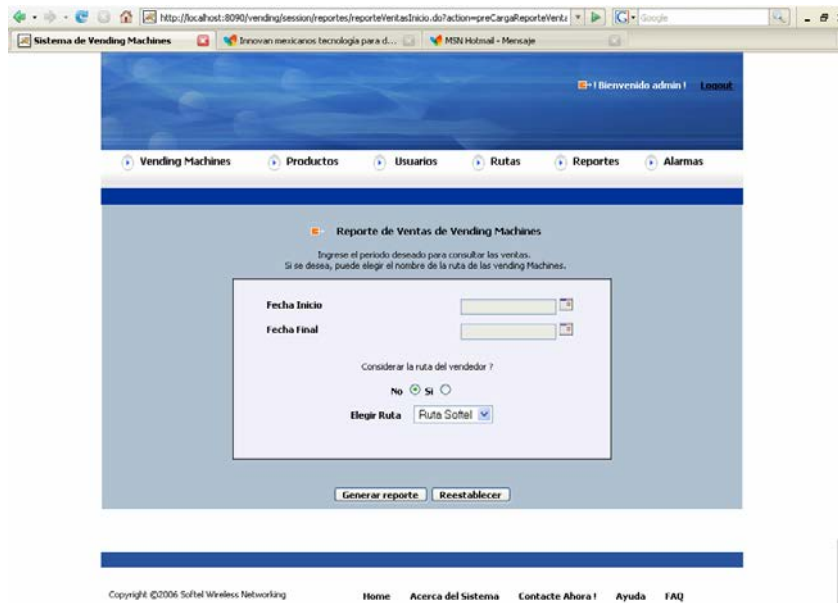 http://localhost:8090/vending/session/reportes/reporteVentasInicio.do?action=preCargaReporteVenta
Google
Sistema de Vending Machines
Innovan mexicanos tecnología para d...
MSN Hotmail - Mensaje
! Bienvenido admin !
Logout
Vending Machines
Productos
Usuarios
Rutas
Reportes
Alarmas
Reporte de Ventas de Vending Machines
Ingrese el periodo deseado para consultar las ventas.
Si se desea, puede elegir el nombre de la ruta de las vending Machines.
Fecha Inicio
Fecha Final
Considerar la ruta del vendedor ?
No Si
Elegir Ruta Ruta Softel
Generar reporte Reestablecer
Copyright ©2006 Softel Wireless Networking
Home Acerca del Sistema Contacte Ahora ! Ayuda FAQ